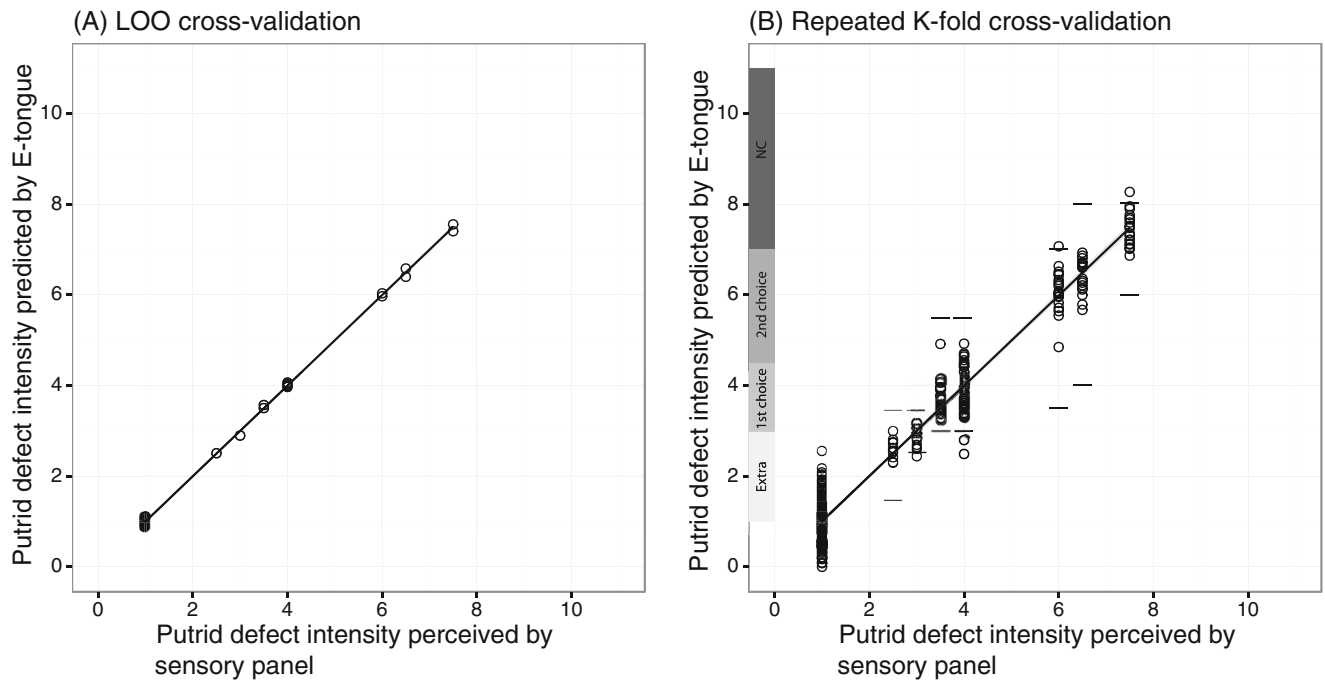 (A) LOO cross-validation
Putrid defect intensity predicted by E-tongue
10
8
6
4
2
0
0 2 4 6 8 10
Putrid defect intensity perceived by
sensory panel
(B) Repeated K-fold cross-validation
Putrid defect intensity predicted by E-tongue
10
8
6
4
2
0
NC
2nd choice
1st choice
Extra
0 2 4 6 8 10
Putrid defect intensity perceived by
sensory panel